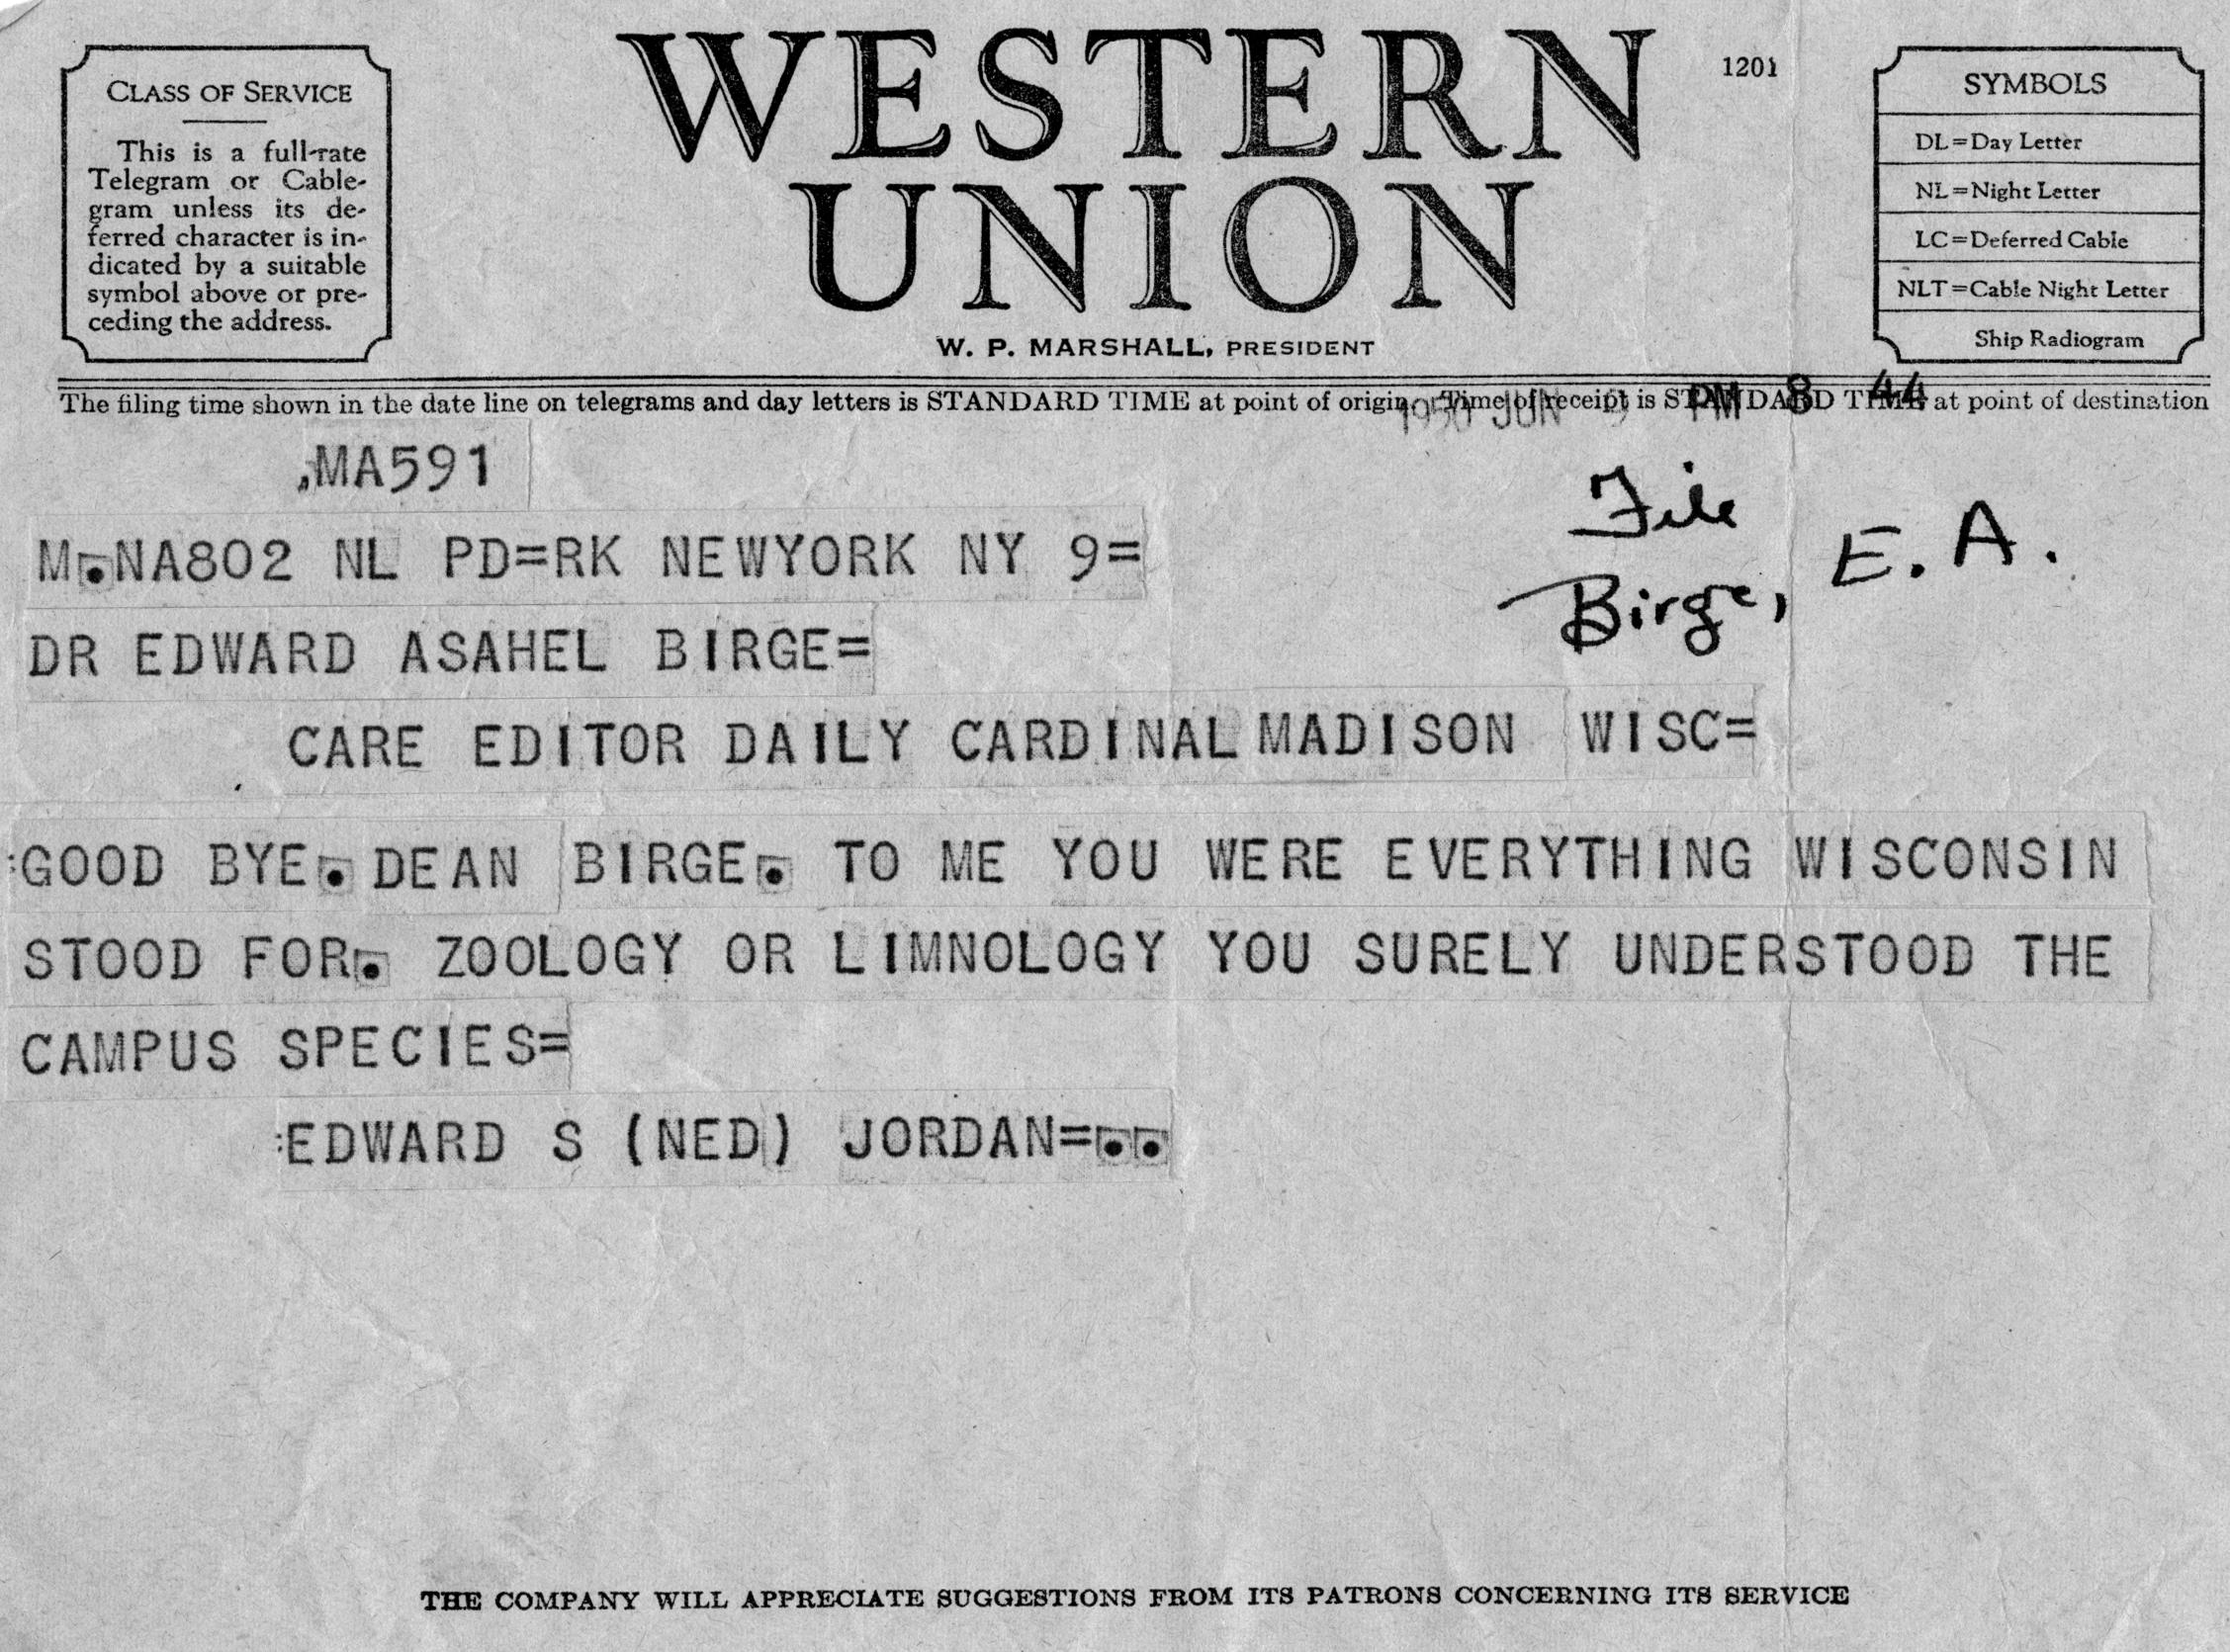 CLASS OF SERVICE
This is a full-rate
Telegram or Cable-
gram unless its de-
ferred character is in-
dicated by a suitable
symbol above or pre-
ceding the address.
WESTERN
UNION
W. P. MARSHALL, PRESIDENT
1201
SYMBOLS
DL=Day Letter
NL=Night Letter
LC=Deferred Cable
NLT=Cable Night Letter
Ship Radiogram
The filing time shown in the date line on telegrams and day letters is STANDARD TIME at point of origin. Time of receipt is STANDARD TIME at point of destination
1950 JUN 9 PM 8 44
.MA591
M.NA802 NL PD=RK NEWYORK NY 9=
File
Birge, E. A.
DR EDWARD ASAHEL BIRGE=
CARE EDITOR DAILY CARDINAL MADISON WISC=
:GOOD BYE. DEAN BIRGE. TO ME YOU WERE EVERYTHING WISCONSIN
STOOD FOR. ZOOLOGY OR LIMNOLOGY YOU SURELY UNDERSTOOD THE
CAMPUS SPECIES=
:EDWARD S (NED) JORDAN=..
THE COMPANY WILL APPRECIATE SUGGESTIONS FROM ITS PATRONS CONCERNING ITS SERVICE